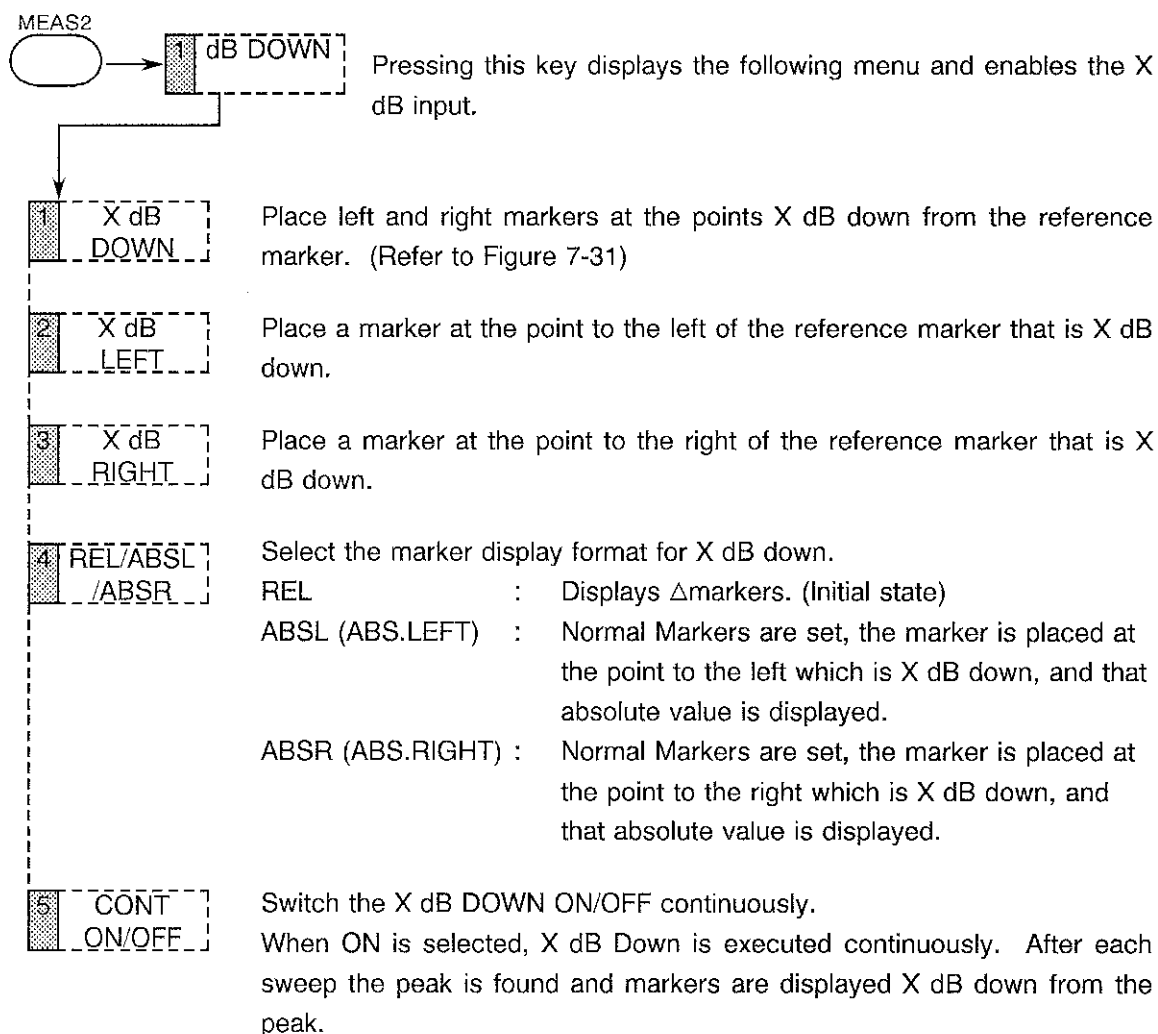 MEAS2
1 dB DOWN
Pressing this key displays the following menu and enables the X
dB input.
1 X dB
DOWN
Place left and right markers at the points X dB down from the reference
marker. (Refer to Figure 7-31)
2 X dB
LEFT
Place a marker at the point to the left of the reference marker that is X dB
down.
3 X dB
RIGHT
Place a marker at the point to the right of the reference marker that is X
dB down.
4 REL/ABSL
/ABSR
Select the marker display format for X dB down.
REL : Displays △markers. (Initial state)
ABSL (ABS.LEFT) : Normal Markers are set, the marker is placed at
the point to the left which is X dB down, and that
absolute value is displayed.
ABSR (ABS.RIGHT) : Normal Markers are set, the marker is placed at
the point to the right which is X dB down, and
that absolute value is displayed.
5 CONT
ON/OFF
Switch the X dB DOWN ON/OFF continuously.
When ON is selected, X dB Down is executed continuously. After each
sweep the peak is found and markers are displayed X dB down from the
peak.